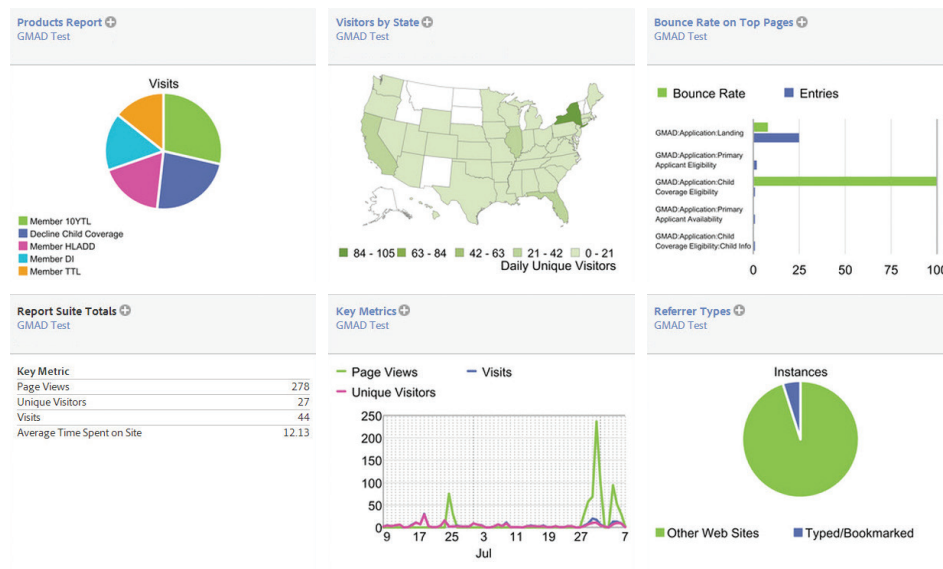 Products Report
GMAD Test
Visits
Member 10YTL
Decline Child Coverage
Member HLADD
Member DI
Member TTL
Visitors by State
GMAD Test
84 - 105 63 - 84 42 - 63 21 - 42 0 - 21
Daily Unique Visitors
Bounce Rate on Top Pages
GMAD Test
Bounce Rate Entries
GMAD:Application:Landing
GMAD:Application:Primary
Applicant Eligibility
GMAD:Application:Child
Coverage Eligibility
GMAD:Application:Primary
Applicant Availability
GMAD:Application:Child
Coverage Eligibility:Child Info
0 25 50 75 100
Report Suite Totals
GMAD Test
Key Metric
Page Views 278
Unique Visitors 27
Visits 44
Average Time Spent on Site 12.13
Key Metrics
GMAD Test
Page Views Visits
Unique Visitors
250
200
150
100
50
0
9 17 25 3 11 19 27 7
Jul
Referrer Types
GMAD Test
Instances
Other Web Sites Typed/Bookmarked